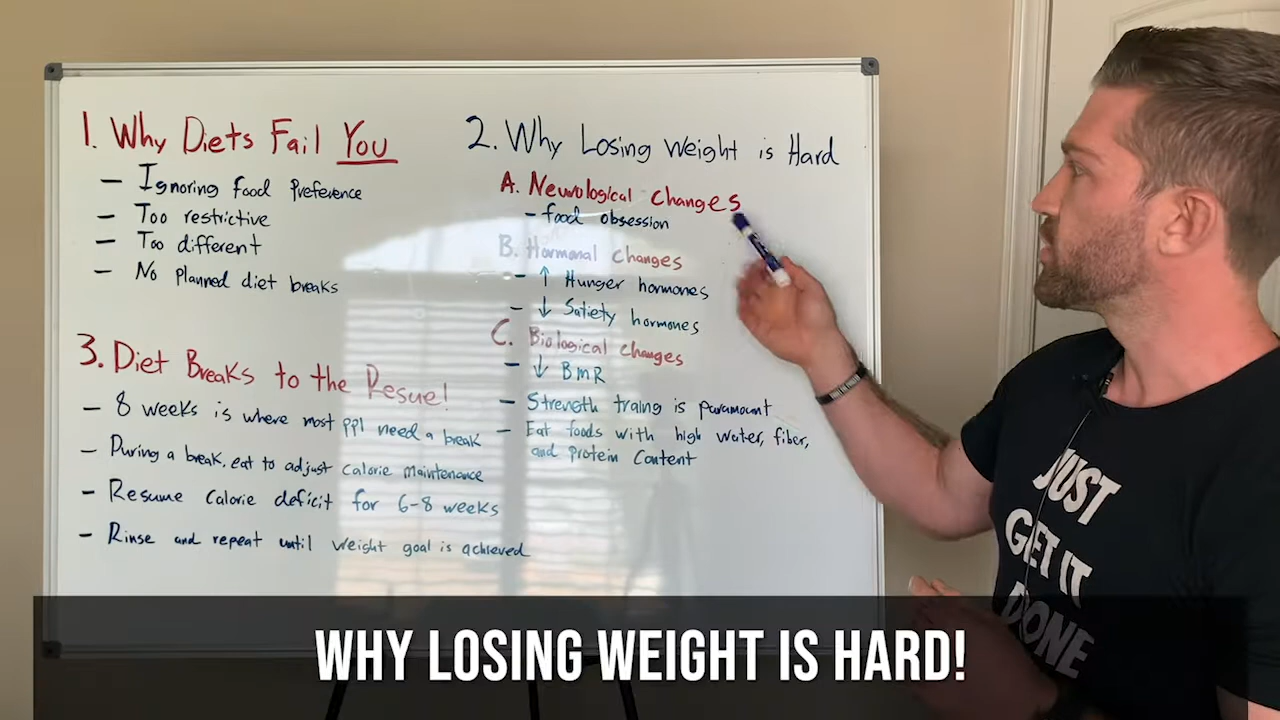 1. Why Diets Fail You
– Ignoring food Preference
– Too restrictive
– Too different
– No planned diet breaks
2. Why Losing Weight is Hard
A. Neurological changes
– food obsession
B. Hormonal changes
– ↑ Hunger hormones
– ↓ Satiety hormones
C. Biological changes
– ↓ BMR
– Strength traing is paramount
– Eat foods with high water, fiber,
and protein content
3. Diet Breaks to the Resue!
– 8 weeks is where most ppl need a break
– During a break, eat to adjust calorie maintenance
– Resume calorie deficit for 6-8 weeks
– Rinse and repeat until weight goal is achieved
JUST
GET IT
DONE
WHY LOSING WEIGHT IS HARD!